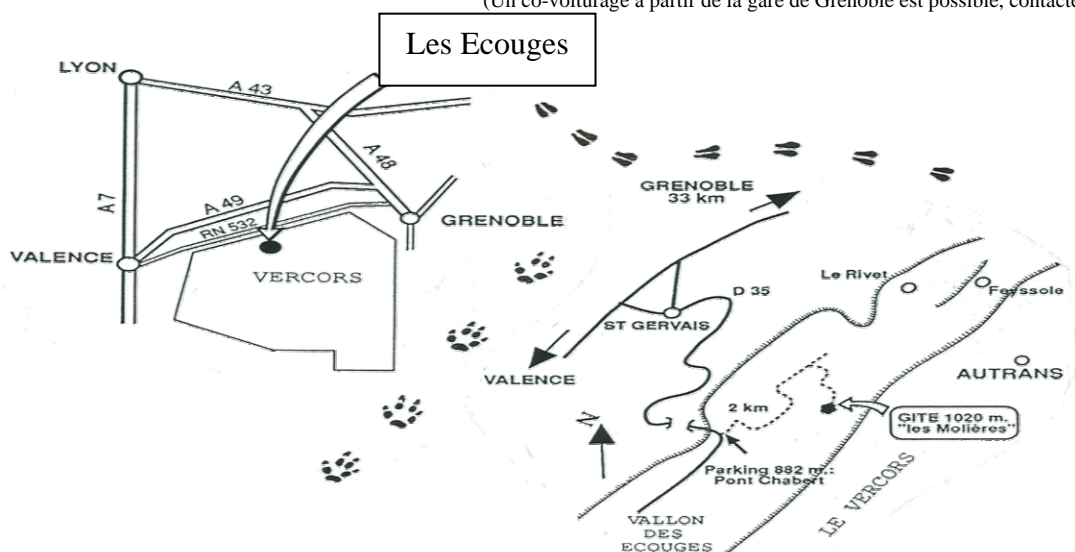 (Un co-voiturage à partir de la gare de Grenoble est possible, contacte
Les Ecouges
LYON
A 43
A 48
A7
A 49
RN 532
GRENOBLE
VALENCE
VERCORS
GRENOBLE
33 km
Le Rivet
Feyssole
D 35
ST GERVAIS
VALENCE
AUTRANS
2 km
GITE 1020 m.
"les Molières"
N
Parking 882 m.:
Pont Chabert
LE VERCORS
VALLON
DES
ECOUGES